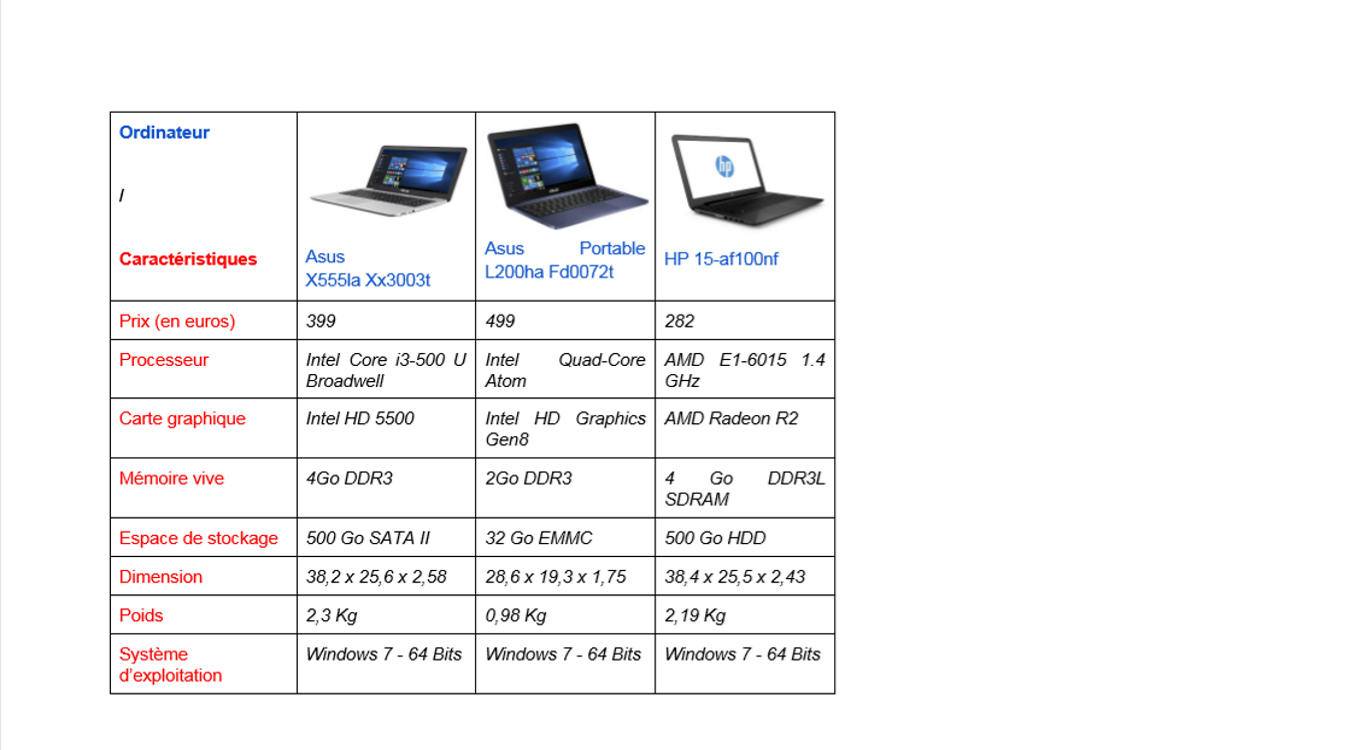 Ordinateur
/
Caractéristiques
Asus
X555la Xx3003t
Asus Portable
L200ha Fd0072t
hp
HP 15-af100nf
Prix (en euros) 399 499 282
Processeur Intel Core i3-500 U Intel Quad-Core AMD E1-6015 1.4
Broadwell Atom GHz
Carte graphique Intel HD 5500 Intel HD Graphics AMD Radeon R2
Gen8
Mémoire vive 4Go DDR3 2Go DDR3 4 Go DDR3L
SDRAM
Espace de stockage 500 Go SATA II 32 Go EMMC 500 Go HDD
Dimension 38,2 x 25,6 x 2,58 28,6 x 19,3 x 1,75 38,4 x 25,5 x 2,43
Poids 2,3 Kg 0,98 Kg 2,19 Kg
Système Windows 7 - 64 Bits Windows 7 - 64 Bits Windows 7 - 64 Bits
d’exploitation